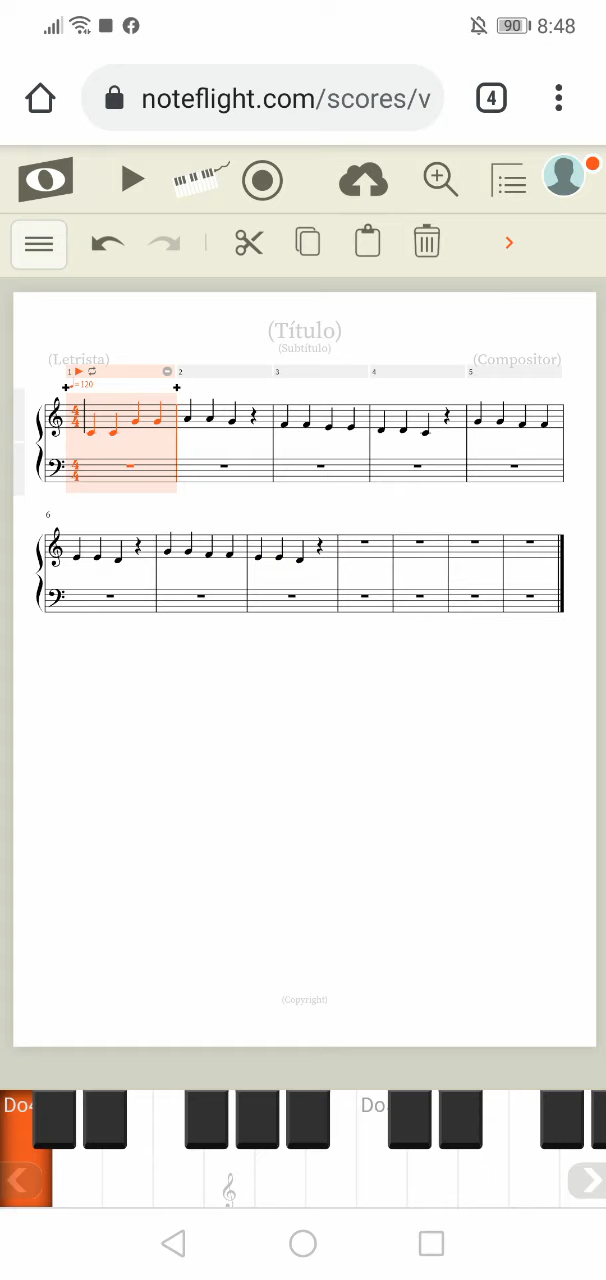 90 8:48
noteflight.com/scores/v 4
(Título)
(Subtítulo)
(Letrista) (Compositor)
1 2 3 4 5
= 120
6
(Copyright)
Do4 Do